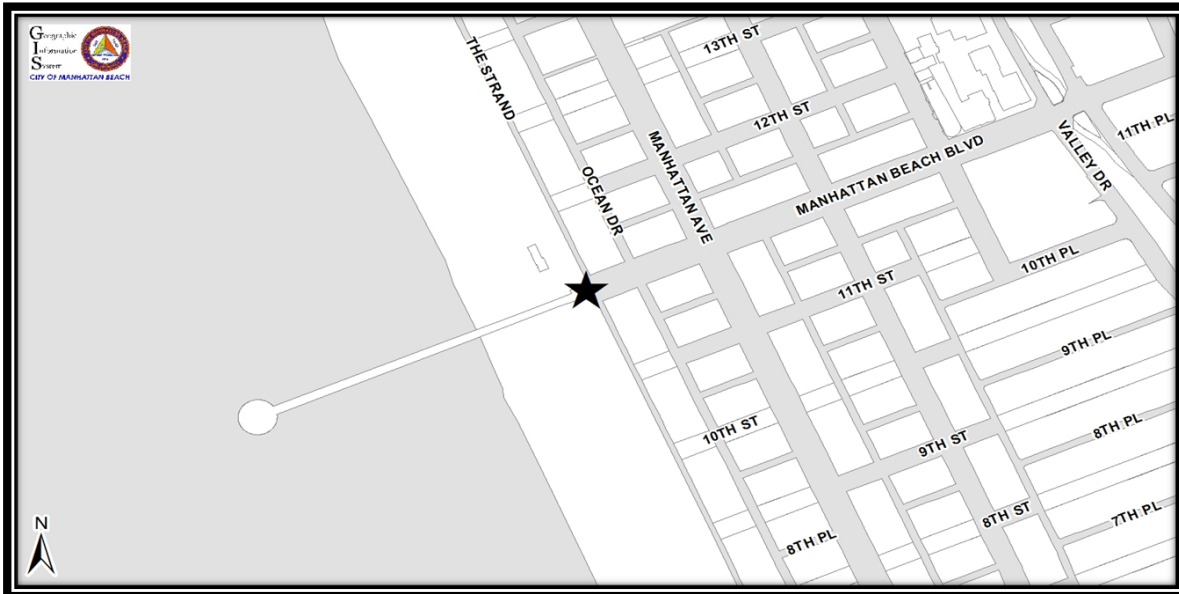 Geographic
Information
System
CITY OF MANHATTAN BEACH
THE STRAND
13TH ST
12TH ST
MANHATTAN AVE
OCEAN DR
MANHATTAN BEACH BLVD
VALLEY DR
11TH PL
10TH PL
11TH ST
9TH PL
10TH ST
9TH ST
8TH PL
8TH ST
7TH PL
8TH PL
N